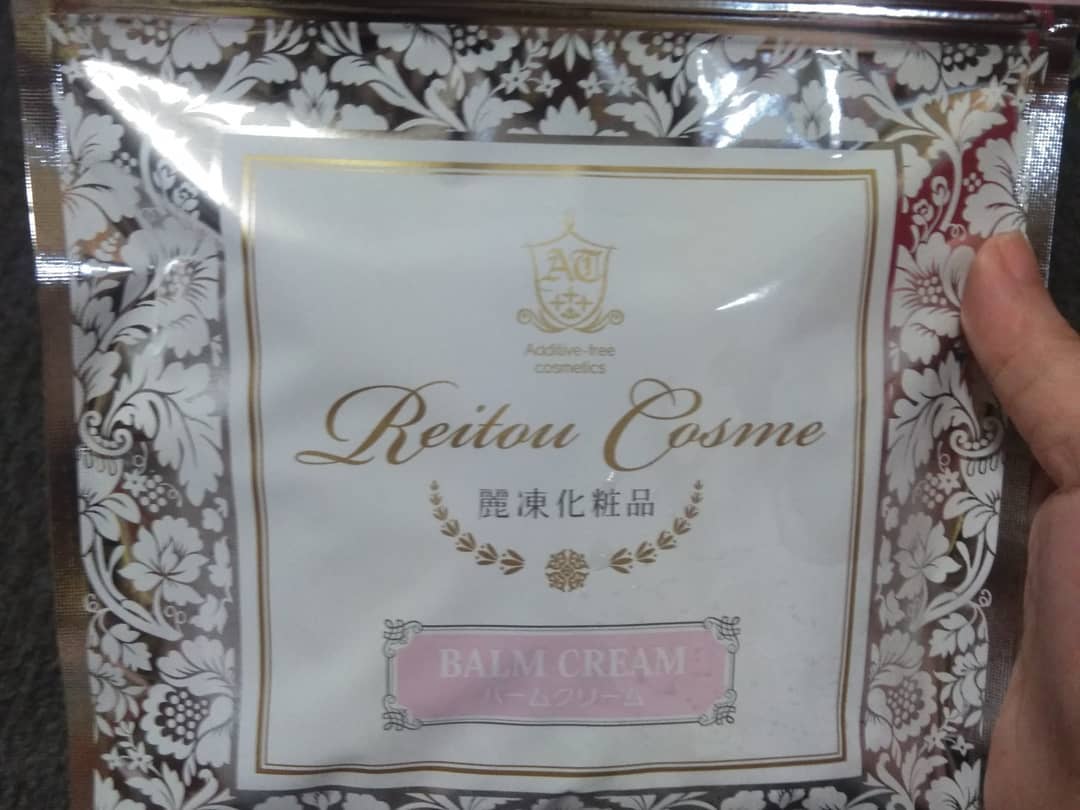 AT
Additive-free
cosmetics
Reitou Cosme
麗凍化粧品
BALM CREAM
バームクリーム